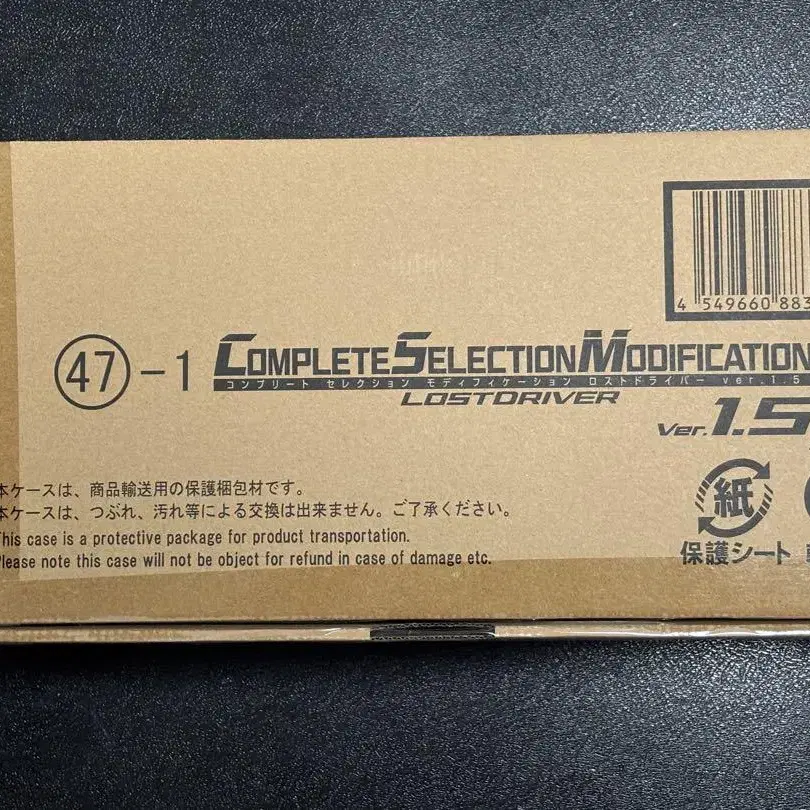 4 549660 883
㊼-1 COMPLETE SELECTION MODIFICATION
コンプリート セレクション モディフィケーション ロストドライバー ver.1.5
LOSTDRIVER
Ver.1.5
本ケースは、商品輸送用の保護梱包材です。
本ケースは、つぶれ、汚れ等による交換は出来ません。ご了承ください。
This case is a protective package for product transportation.
Please note this case will not be object for refund in case of damage etc.
紙
保護シート